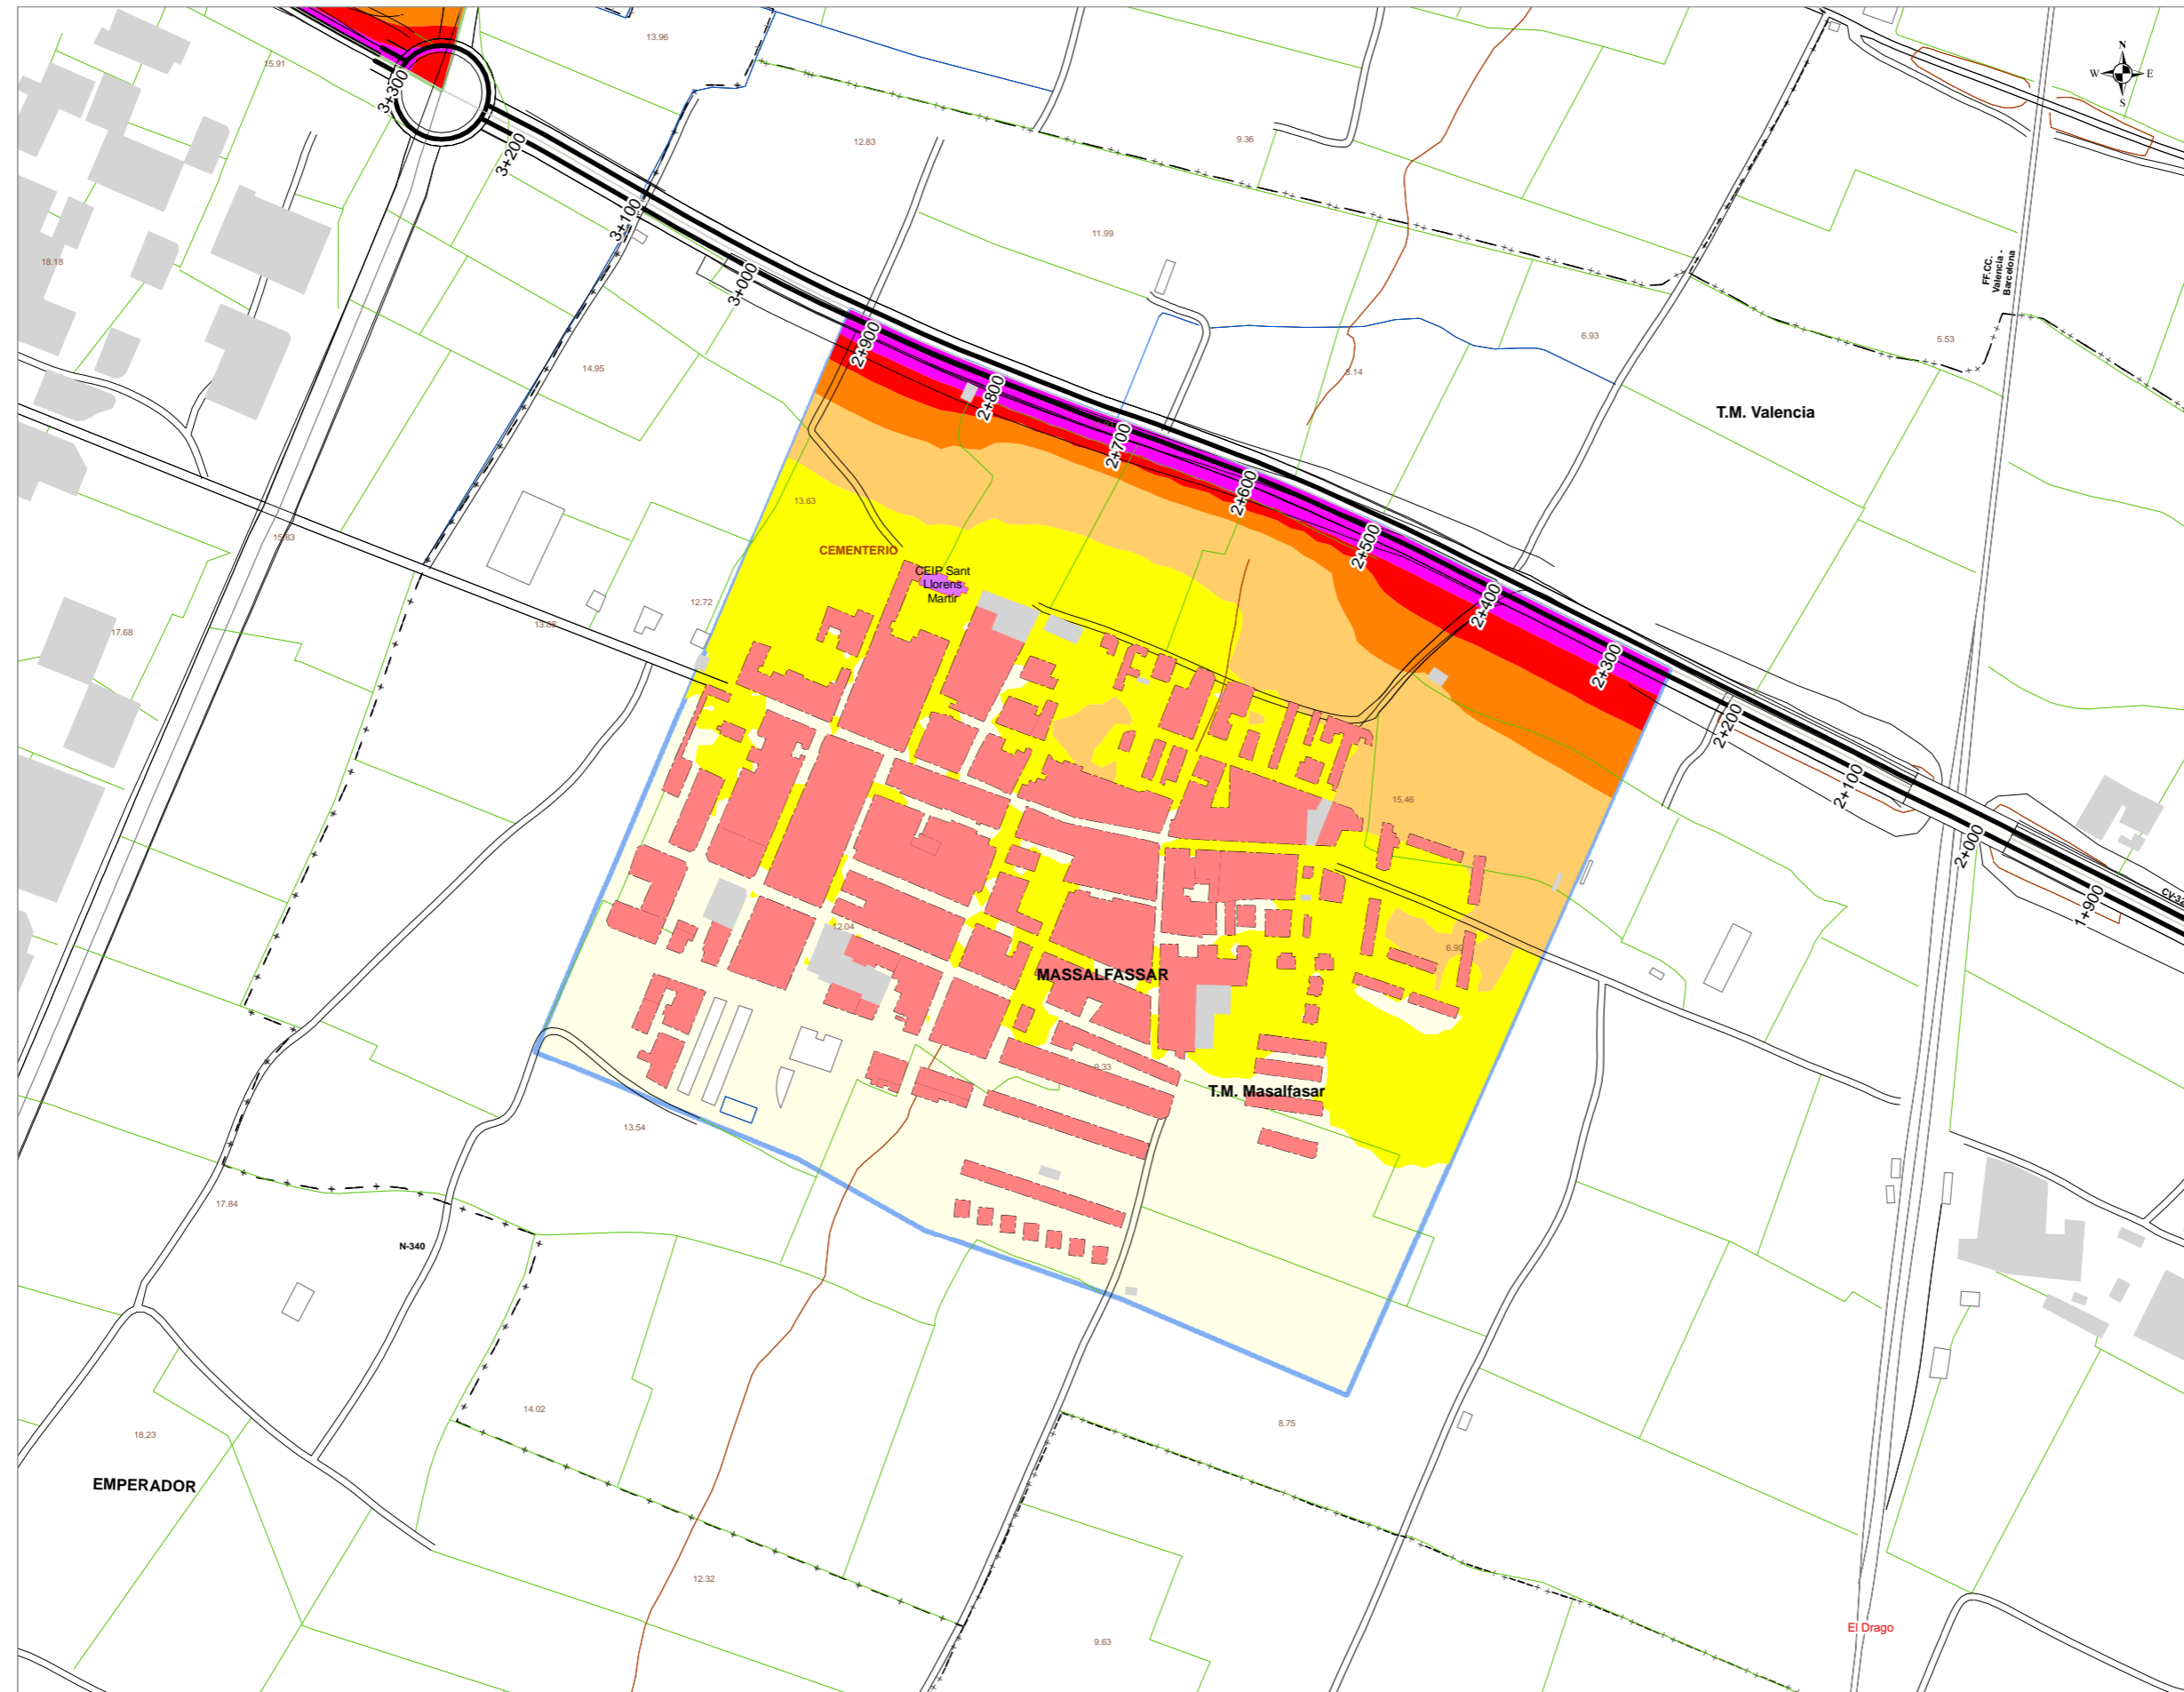 13.96
15.91
N
W
E
S
3+300
12.83
9.36
3+200
3+100
11.99
18.18
3+000
FF.CC. -
Valencia -
Barcelona
2+900
6.93
5.53
14.95
8.14
2+800
T.M. Valencia
2+700
2+600
13.63
15.83
2+500
CEMENTERIO
CEIP Sant
Llorens
Martir
12.72
2+400
17.68
2+300
2+200
2+100
15.46
2+000
1+900
12.04
6.90
MASSALFASSAR
9.33
T.M. Masalfasar
13.54
17.84
N-340
14.02
8.75
18.23
EMPERADOR
12.32
El Drago
9.63